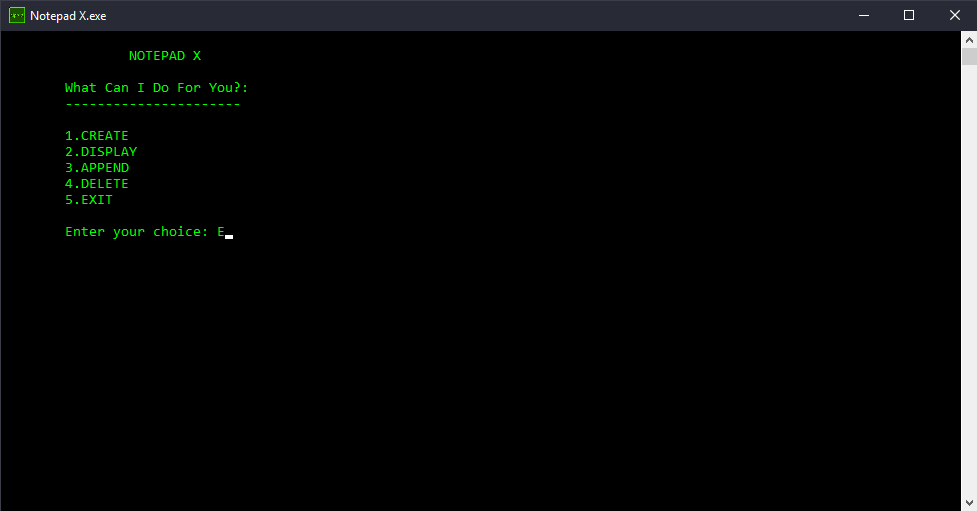 Notepad X.exe
NOTEPAD X
What Can I Do For You?:
----------------------
1.CREATE
2.DISPLAY
3.APPEND
4.DELETE
5.EXIT
Enter your choice: E